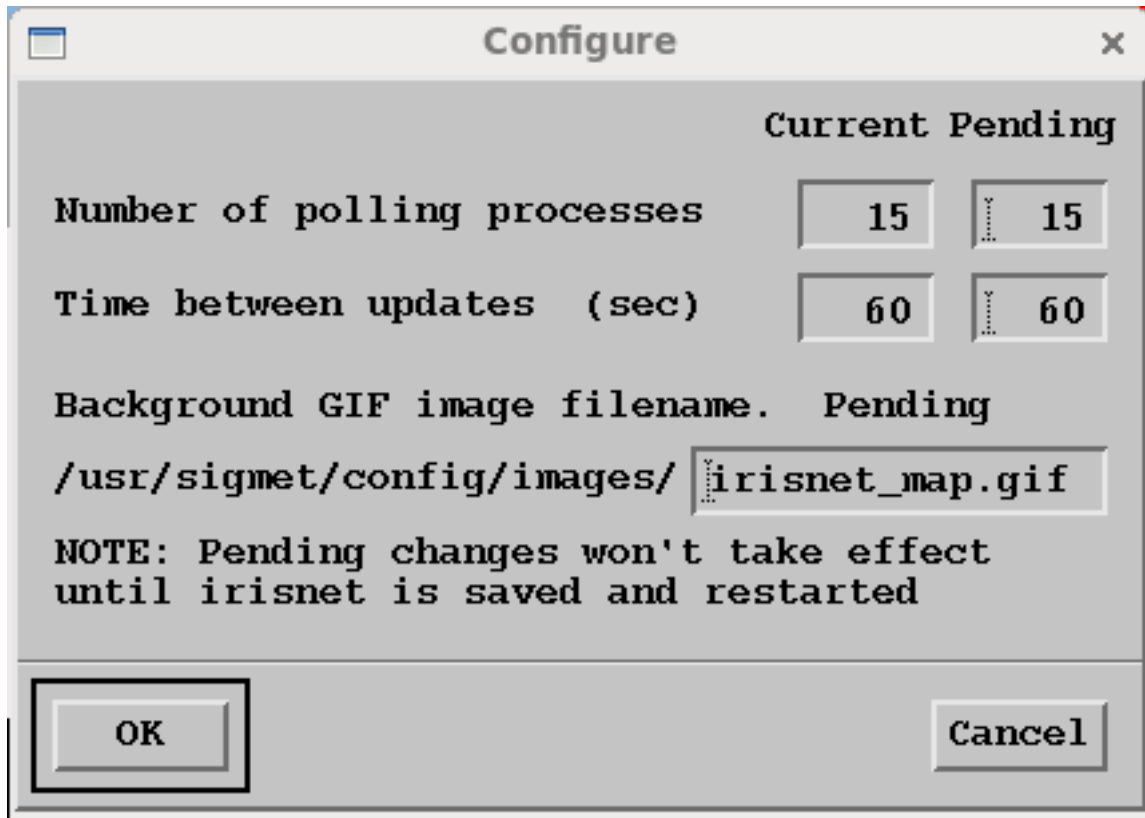 Configure
Current Pending
Number of polling processes 15 15
Time between updates (sec) 60 60
Background GIF image filename. Pending
/usr/sigmet/config/images/ irisnet_map.gif
NOTE: Pending changes won't take effect
until irisnet is saved and restarted
OK Cancel